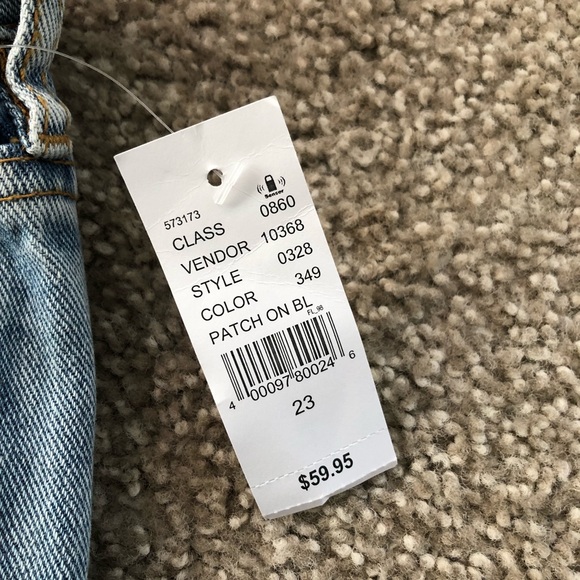 Sensor
573173
CLASS 0860
VENDOR 10368
STYLE 0328
COLOR 349
PATCH ON BL
FL_98
4 00097 80024 6
23
$59.95